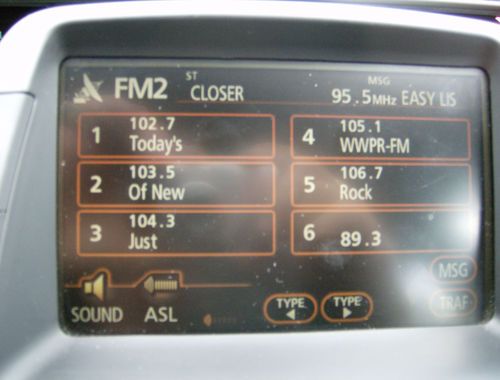 ST
MSG
FM2 CLOSER 95.5MHz EASY LIS
1 102.7 Today's
4 105.1 WWPR-FM
2 103.5 Of New
5 106.7 Rock
3 104.3 Just
6 89.3
MSG
SOUND ASL
TYPE
TYPE
TRAF